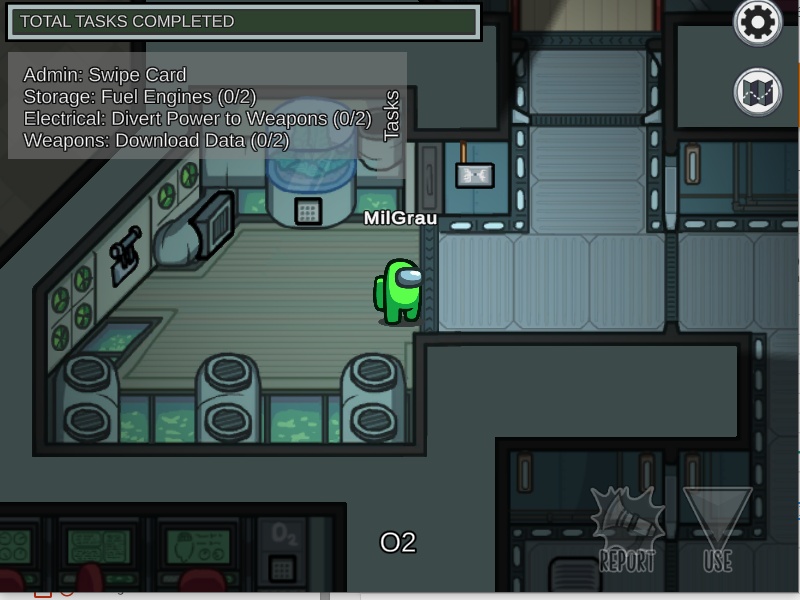 TOTAL TASKS COMPLETED
Admin: Swipe Card
Storage: Fuel Engines (0/2)
Electrical: Divert Power to Weapons (0/2)
Weapons: Download Data (0/2)
Tasks
MilGrau
O2
O2
REPORT
USE